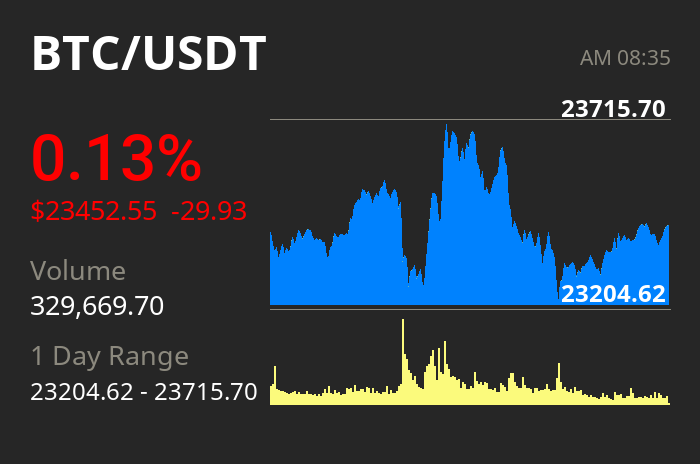 BTC/USDT
AM 08:35
23715.70
0.13%
$23452.55 -29.93
Volume
329,669.70
23204.62
1 Day Range
23204.62 - 23715.70